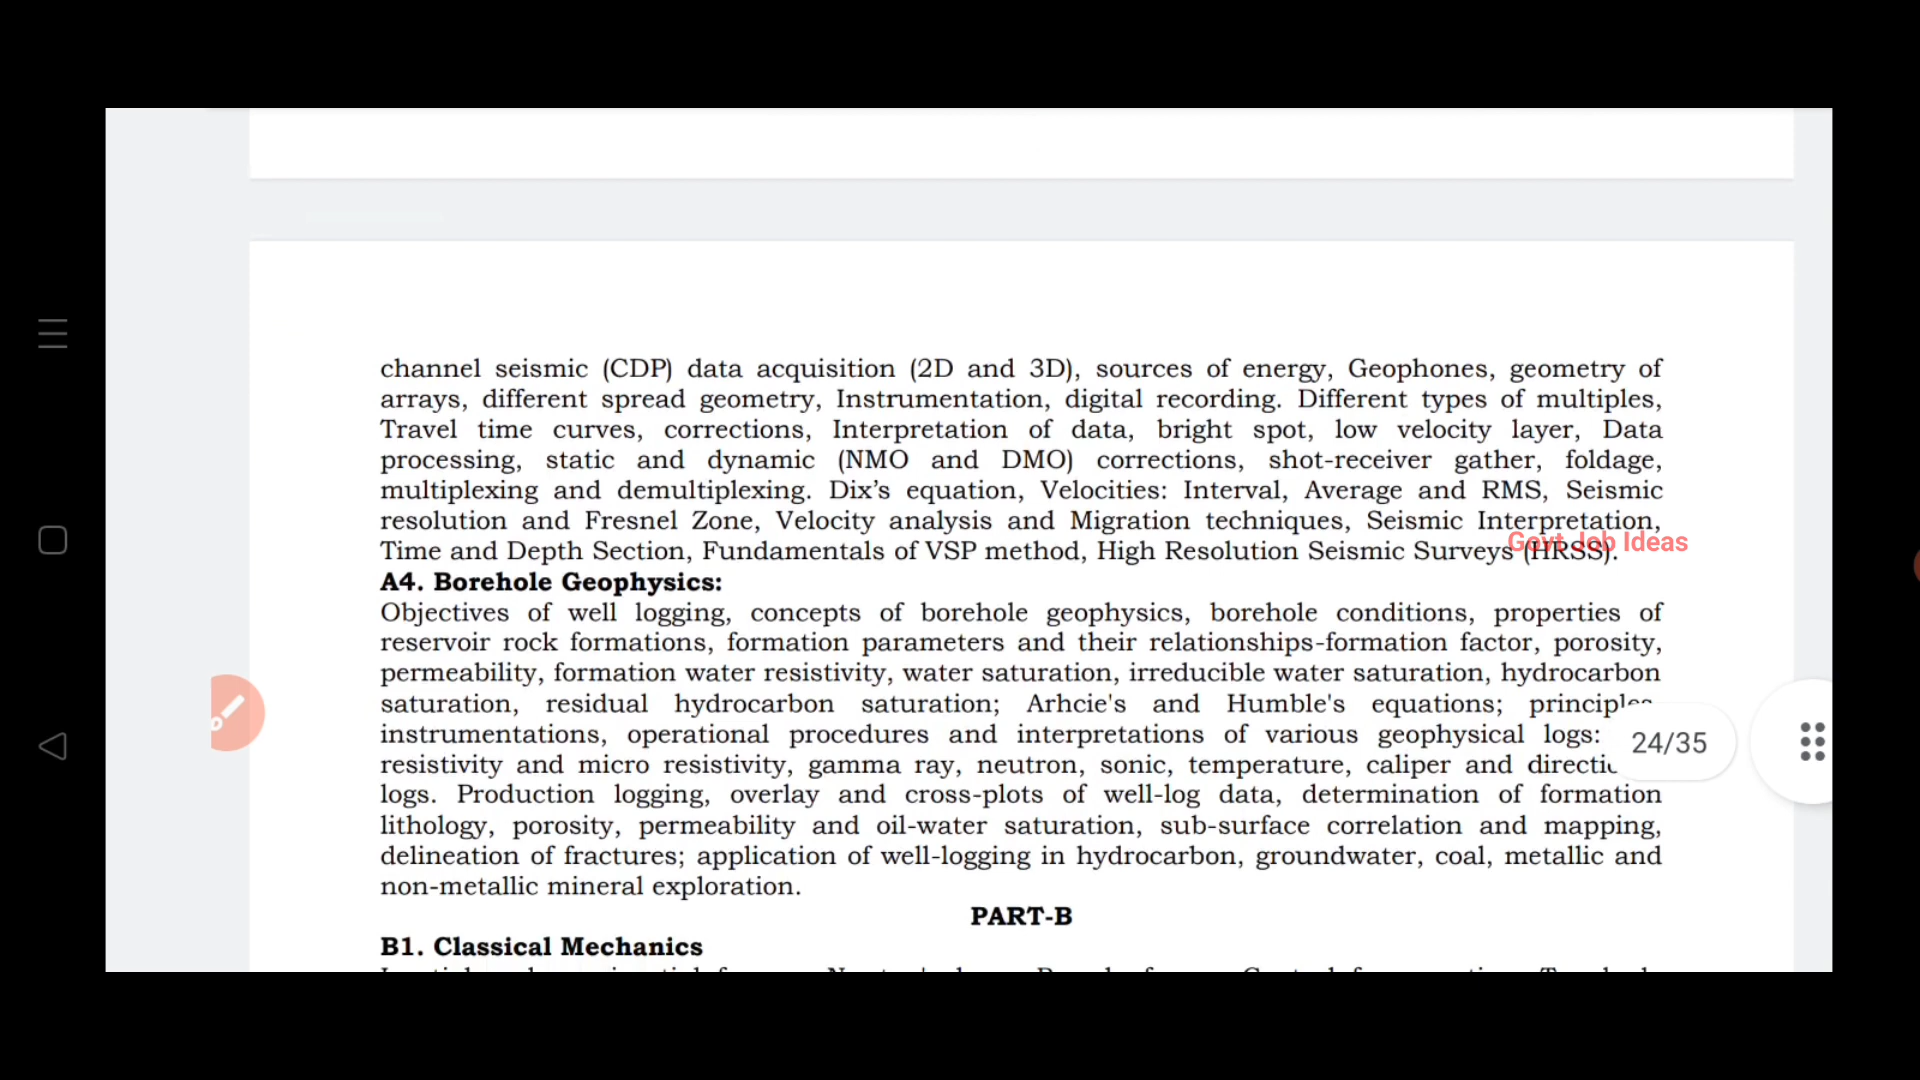 channel seismic (CDP) data acquisition (2D and 3D), sources of energy, Geophones, geometry of
arrays, different spread geometry, Instrumentation, digital recording. Different types of multiples,
Travel time curves, corrections, Interpretation of data, bright spot, low velocity layer, Data
processing, static and dynamic (NMO and DMO) corrections, shot-receiver gather, foldage,
multiplexing and demultiplexing. Dix's equation, Velocities: Interval, Average and RMS, Seismic
resolution and Fresnel Zone, Velocity analysis and Migration techniques, Seismic Interpretation,
Time and Depth Section, Fundamentals of VSP method, High Resolution Seismic Surveys (HRSS).
Govt Job Ideas
A4. Borehole Geophysics:
Objectives of well logging, concepts of borehole geophysics, borehole conditions, properties of
reservoir rock formations, formation parameters and their relationships-formation factor, porosity,
permeability, formation water resistivity, water saturation, irreducible water saturation, hydrocarbon
saturation, residual hydrocarbon saturation; Arhcie's and Humble's equations;
instrumentations, operational procedures and interpretations of various geophysical logs:
24/35
resistivity and micro resistivity, gamma ray, neutron, sonic, temperature, caliper and
logs. Production logging, overlay and cross-plots of well-log data, determination of formation
lithology, porosity, permeability and oil-water saturation, sub-surface correlation and mapping,
delineation of fractures; application of well-logging in hydrocarbon, groundwater, coal, metallic and
non-metallic mineral exploration.
PART-B
B1. Classical Mechanics